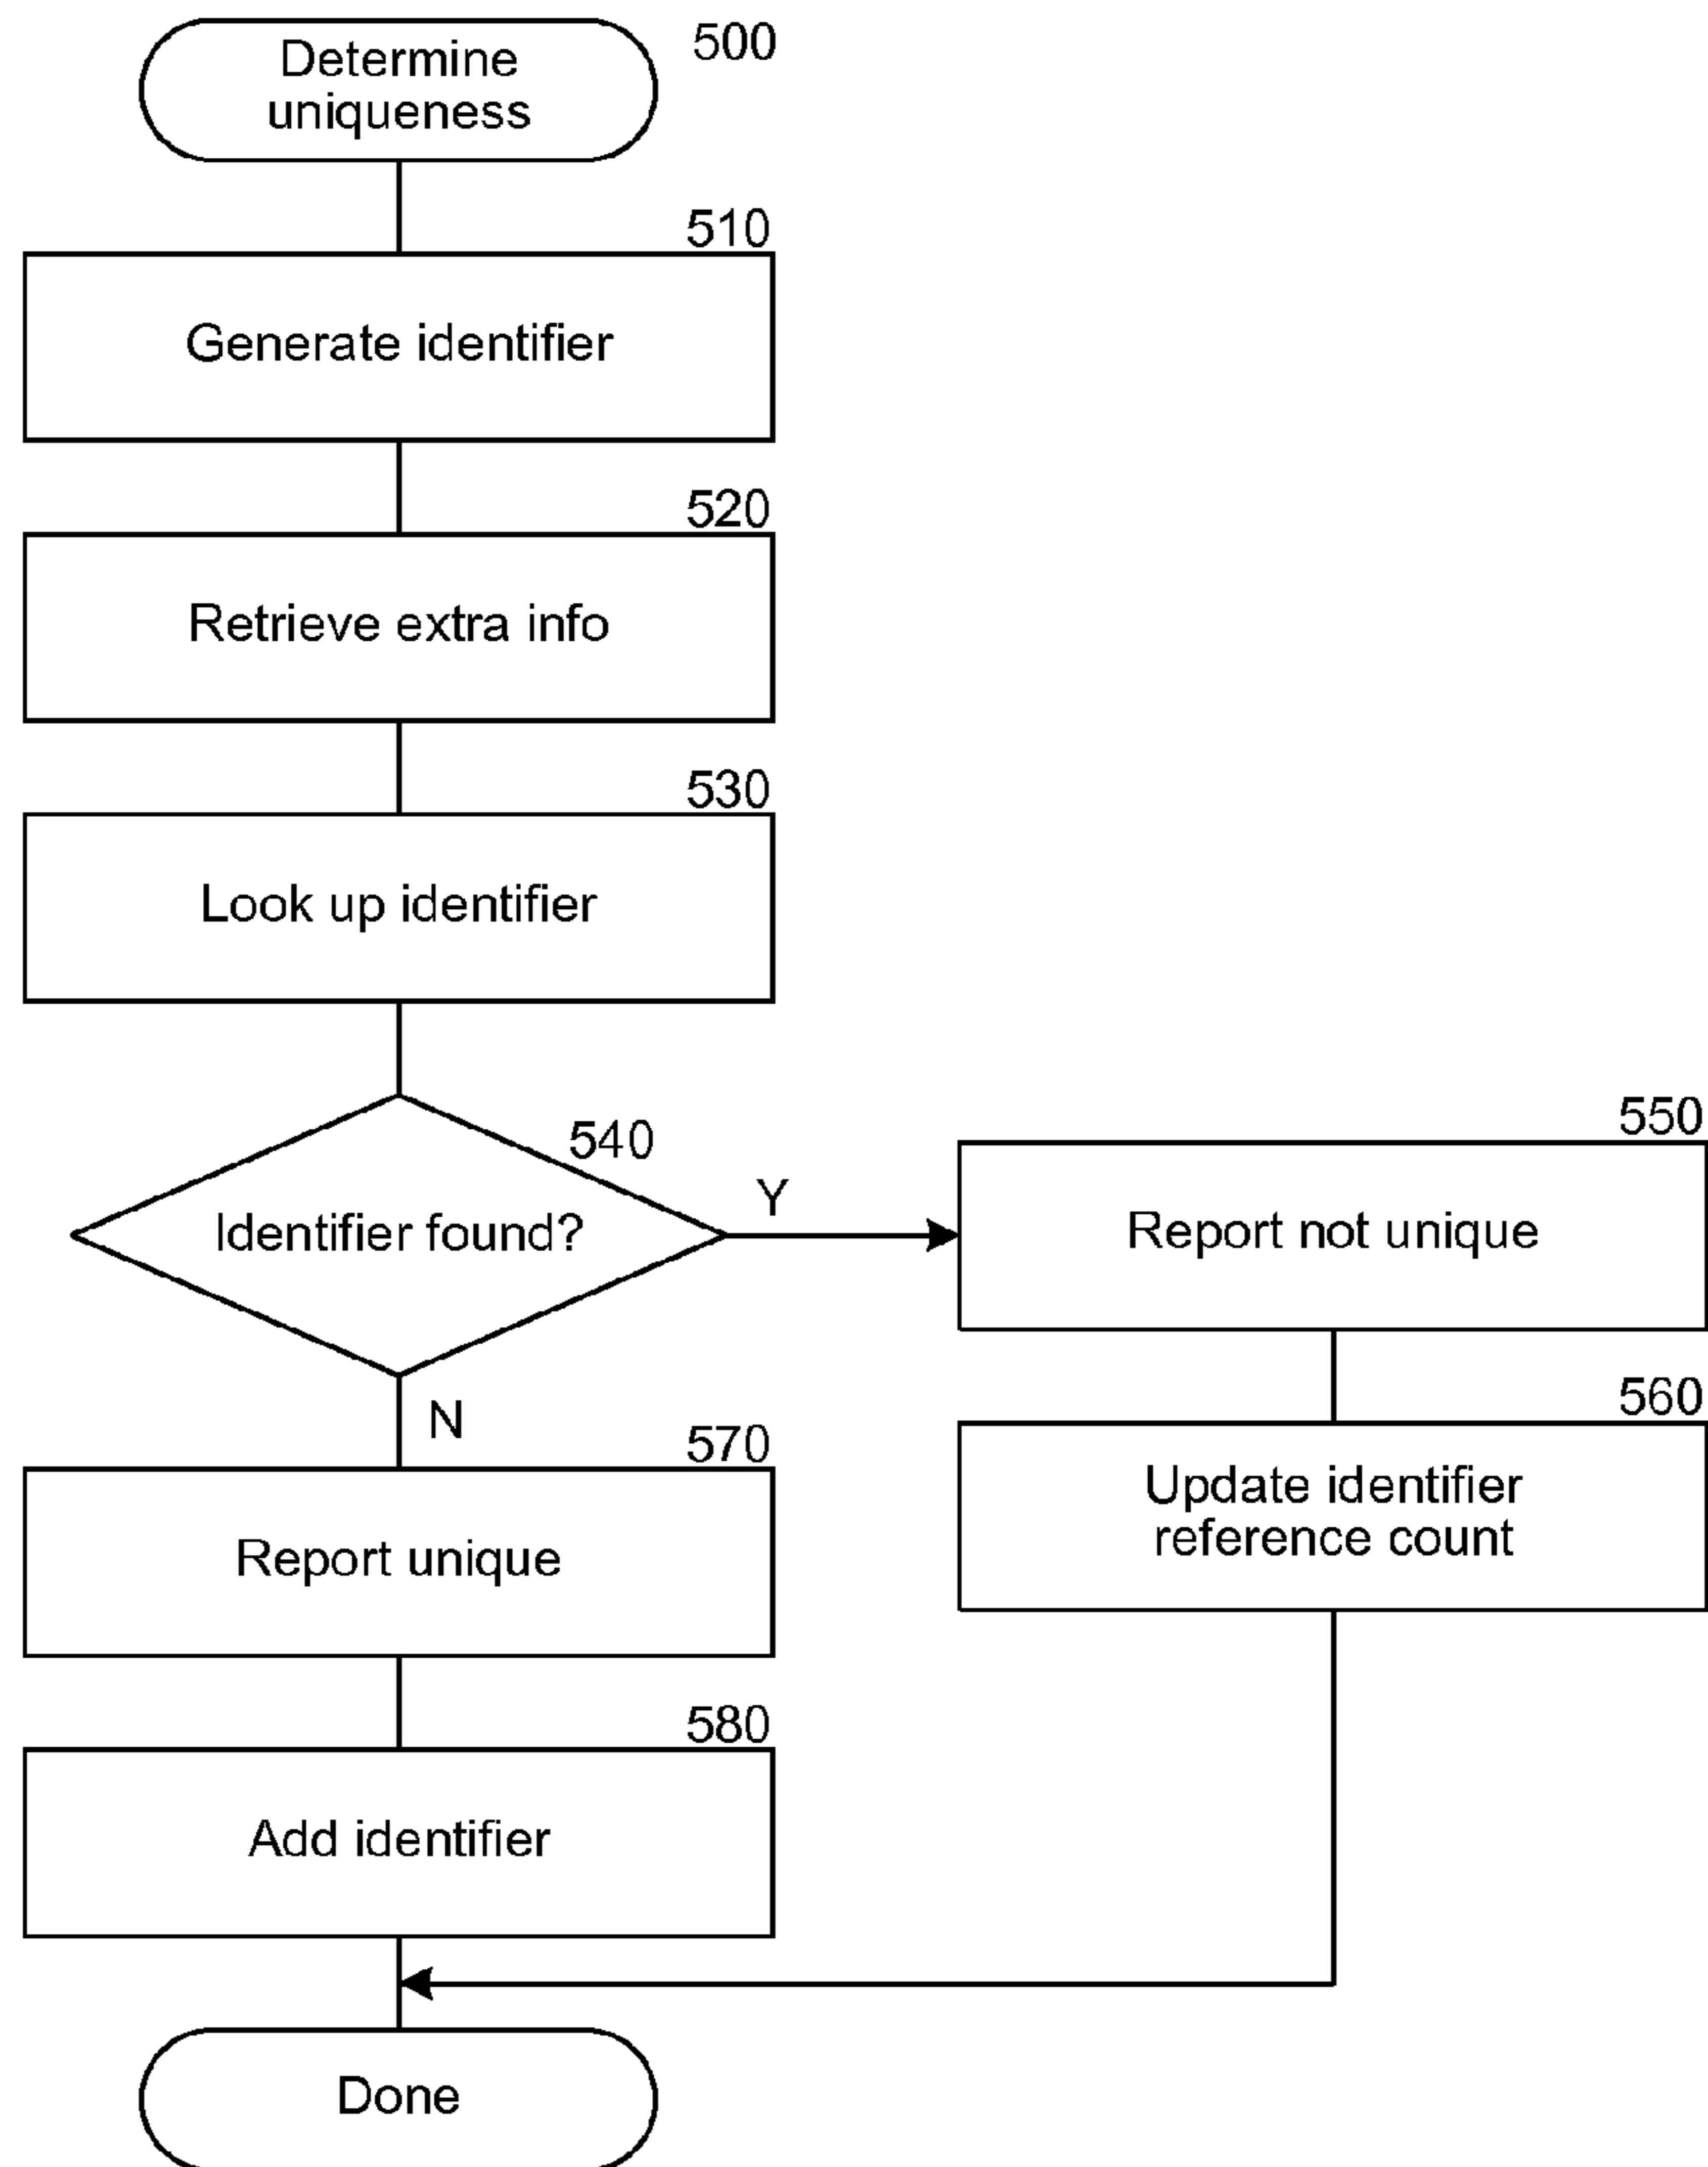 500
Determine
uniqueness
510
Generate identifier
520
Retrieve extra info
530
Look up identifier
540
Identifier found?
Y
N
550
Report not unique
560
Update identifier
reference count
570
Report unique
580
Add identifier
Done